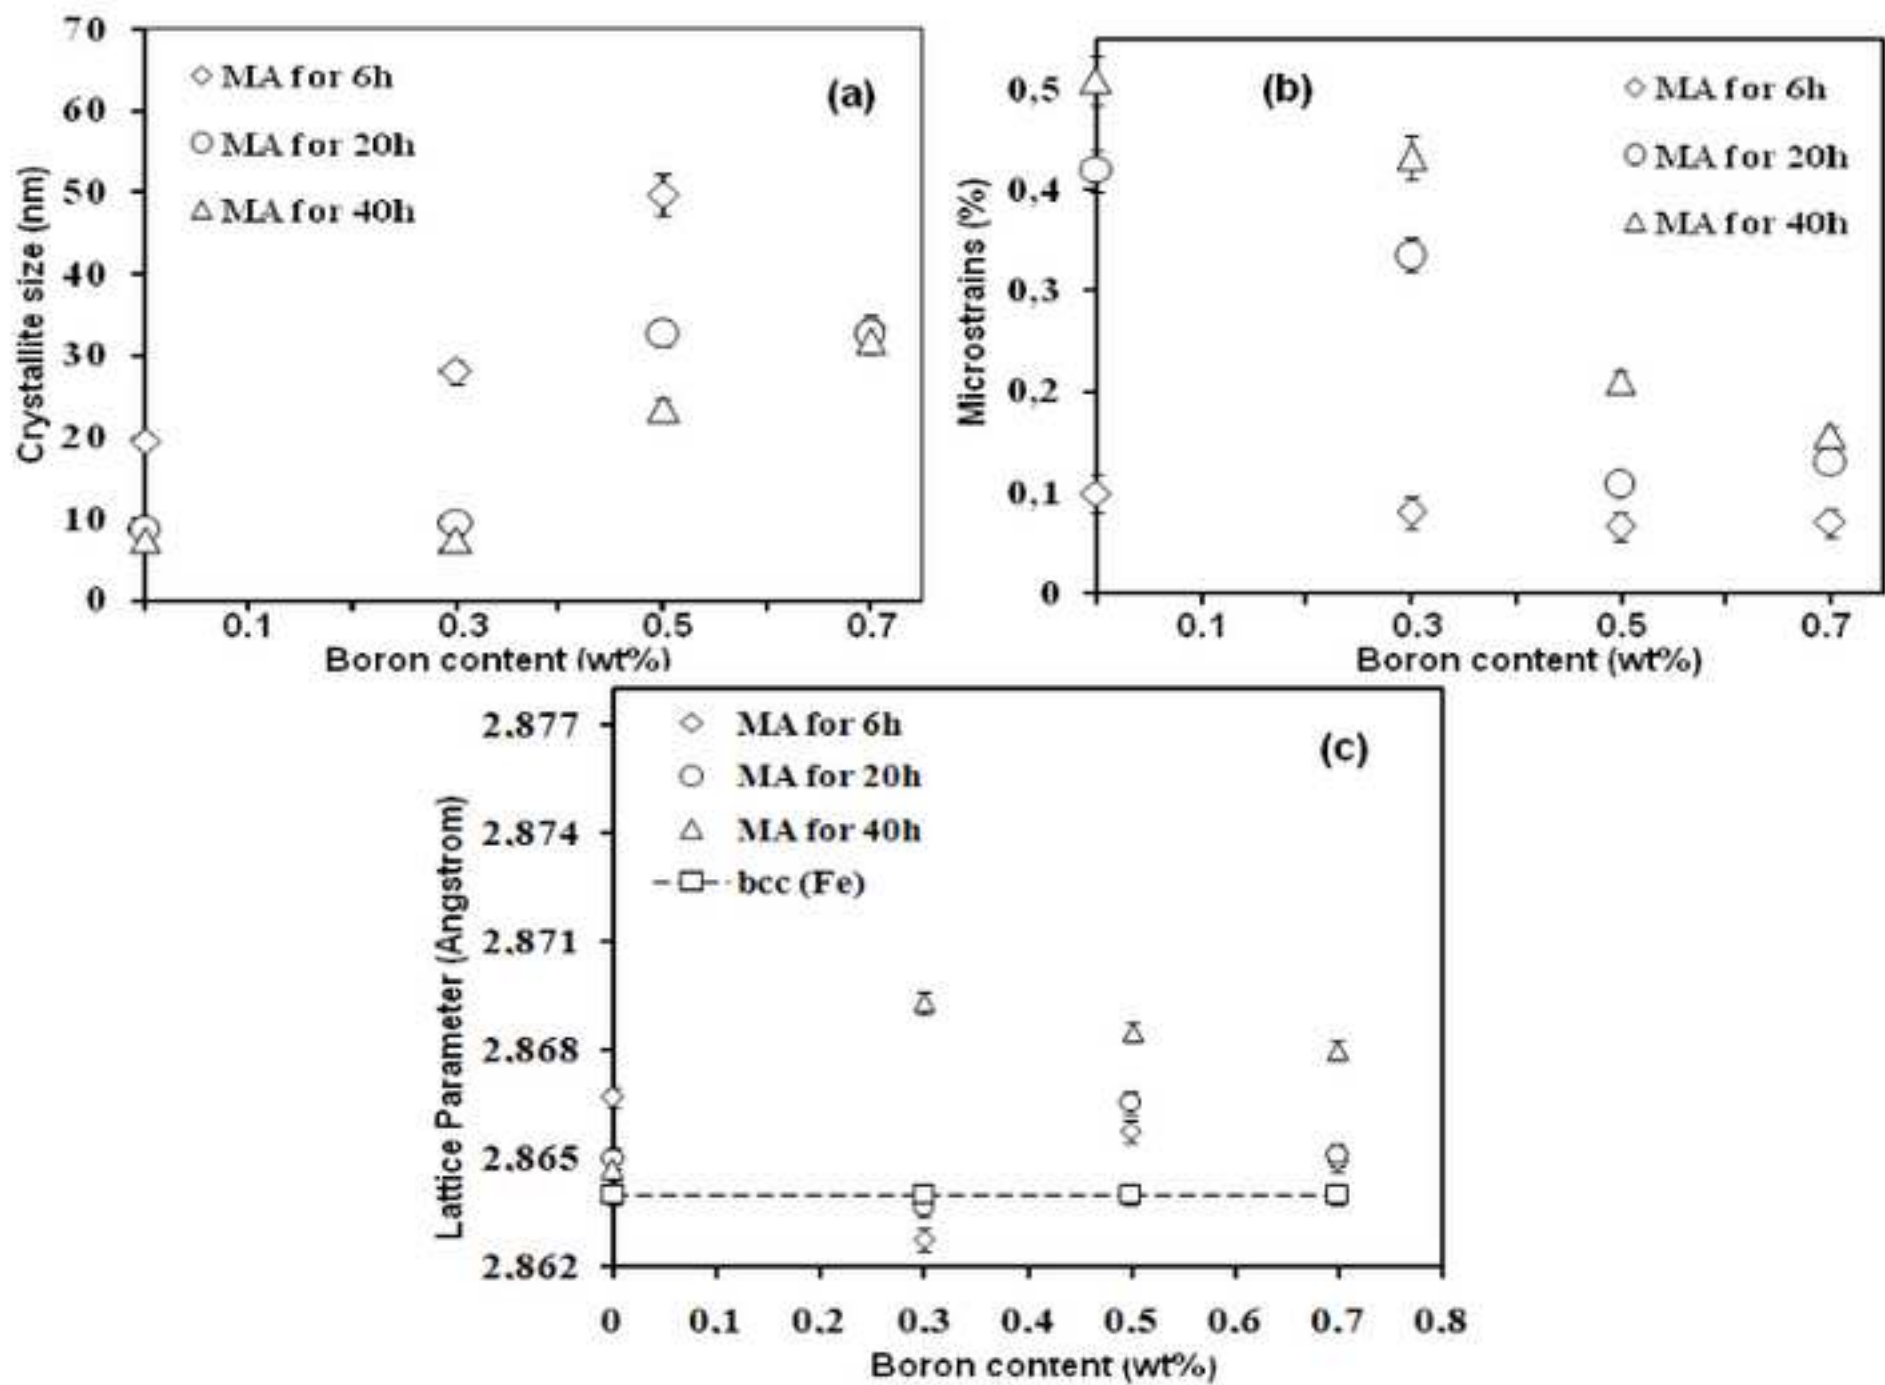 70
60
50
40
30
20
10
0
Crystallite size (nm)
MA for 6h
MA for 20h
MA for 40h
(a)
0.1 0.3 0.5 0.7
Boron content (wt%)
0,5
0,4
0,3
0,2
0,1
0
Microstrains (%)
(b)
MA for 6h
MA for 20h
MA for 40h
0.1 0.3 0.5 0.7
Boron content (wt%)
2.877
2.874
2.871
2.868
2.865
2.862
Lattice Parameter (Angstrom)
MA for 6h
MA for 20h
MA for 40h
bcc (Fe)
(c)
0 0.1 0.2 0.3 0.4 0.5 0.6 0.7 0.8
Boron content (wt%)